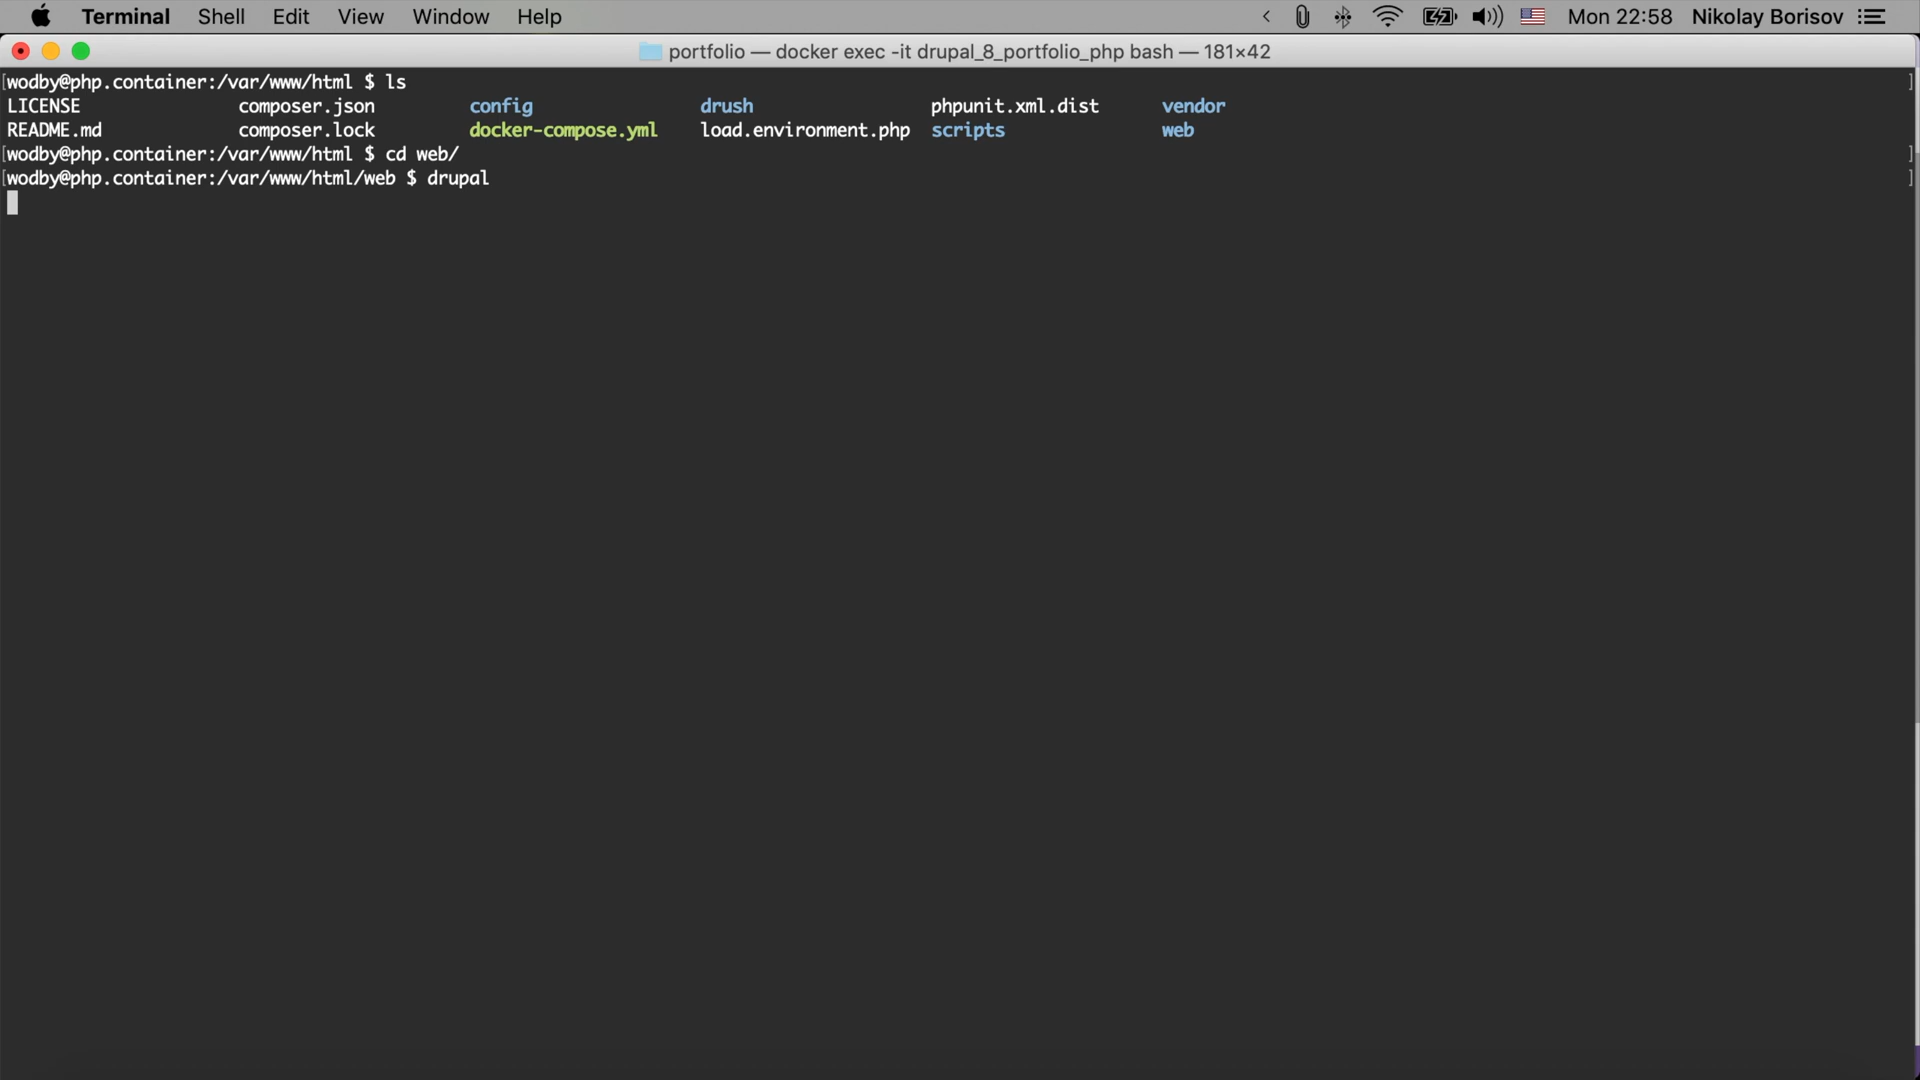 Terminal Shell Edit View Window Help Mon 22:58 Nikolay Borisov
portfolio — docker exec -it drupal_8_portfolio_php bash — 181×42
[wodby@php.container:/var/www/html $ ls ]
LICENSE composer.json config drush phpunit.xml.dist vendor
README.md composer.lock docker-compose.yml load.environment.php scripts web
[wodby@php.container:/var/www/html $ cd web/ ]
[wodby@php.container:/var/www/html/web $ drupal ]